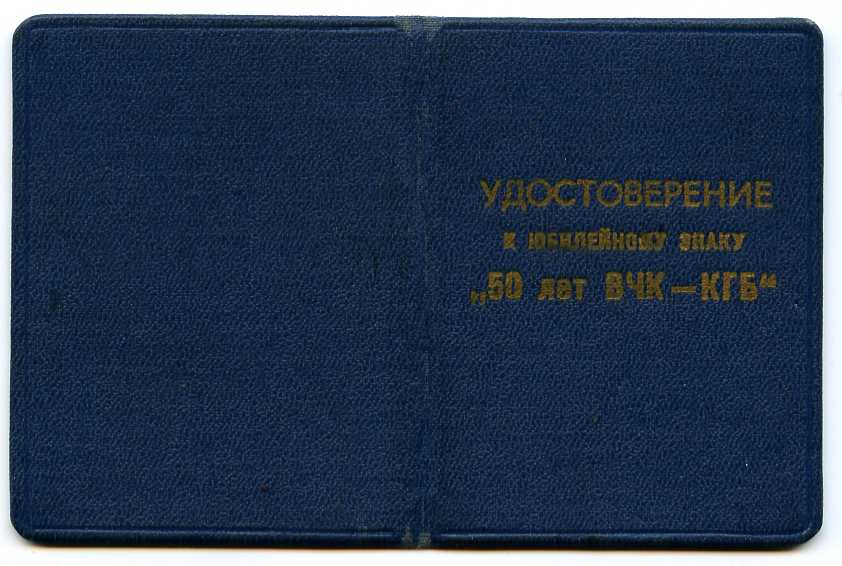 УДОСТОВЕРЕНИЕ
К ЮБИЛЕЙНОМУ ЗНАКУ
„50 лет ВЧК—КГБ“